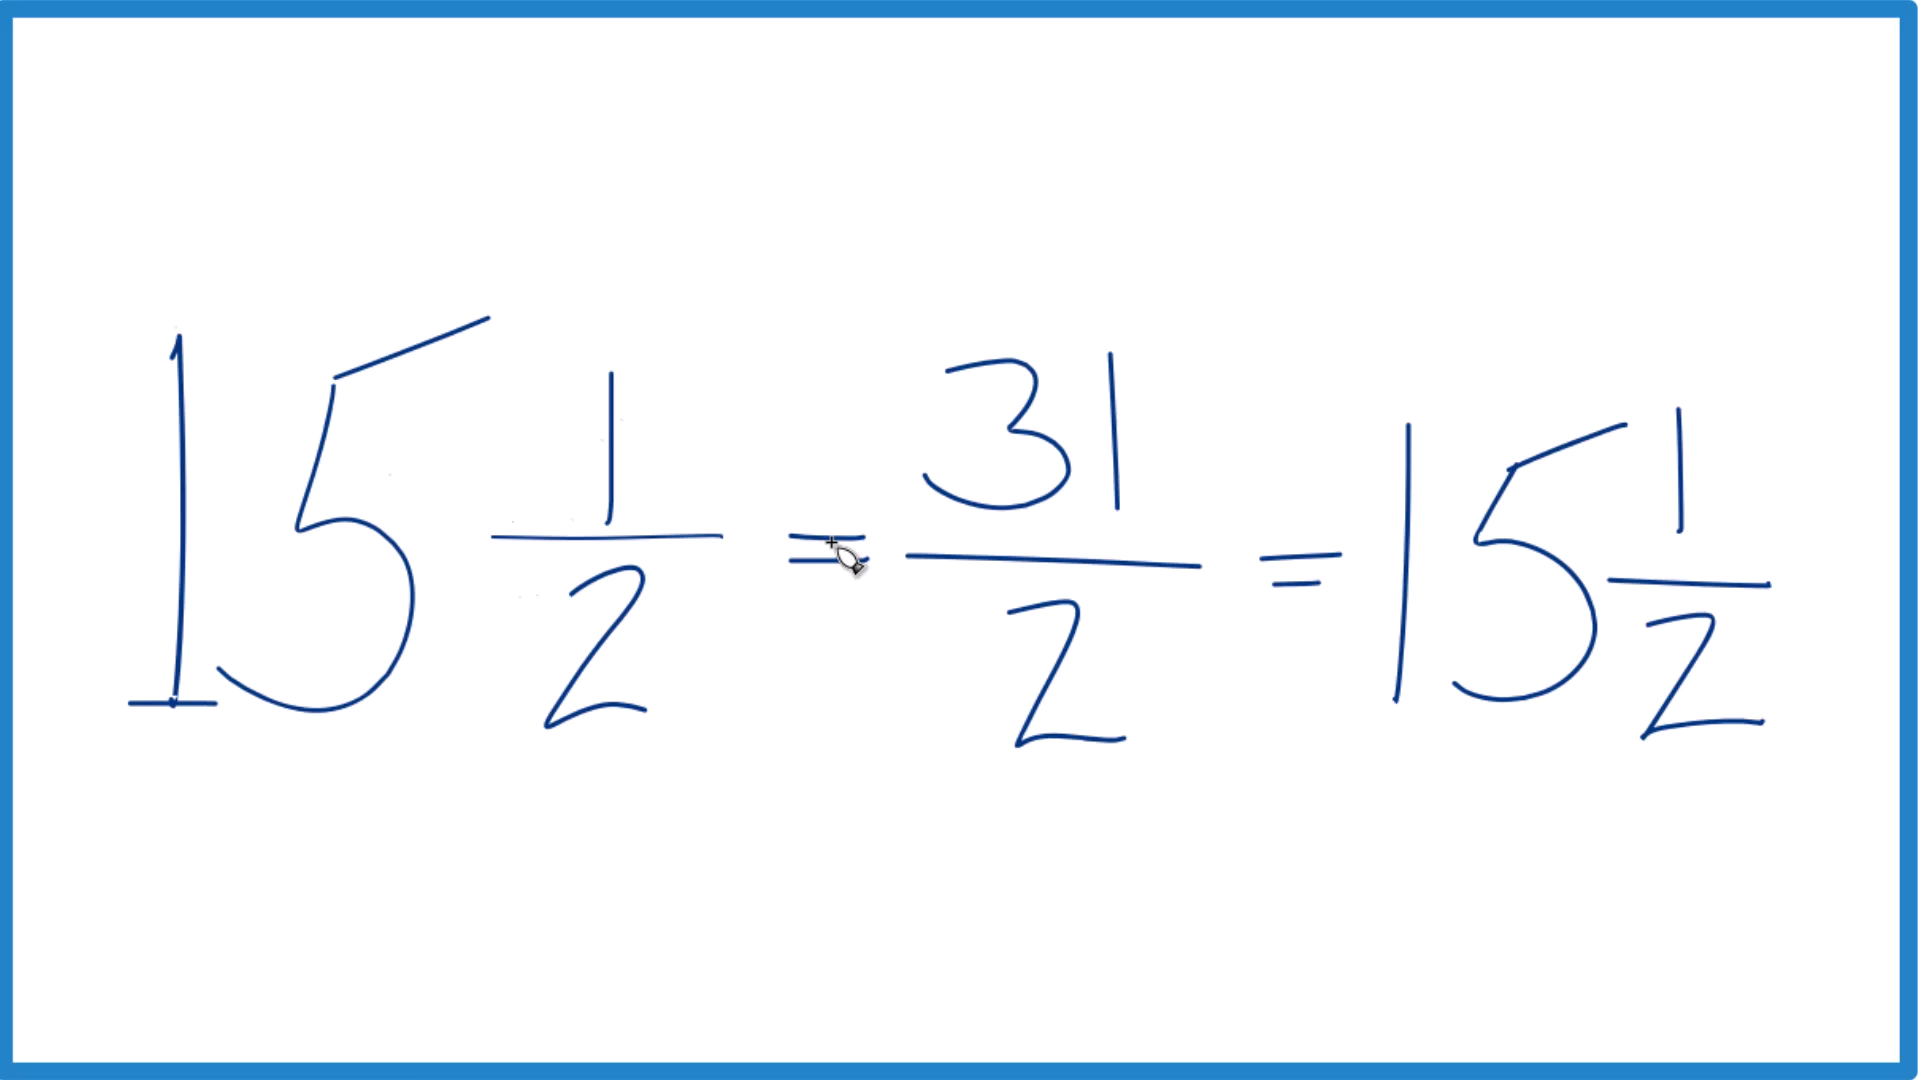 15 1/2 = 31/2 = 15 1/2